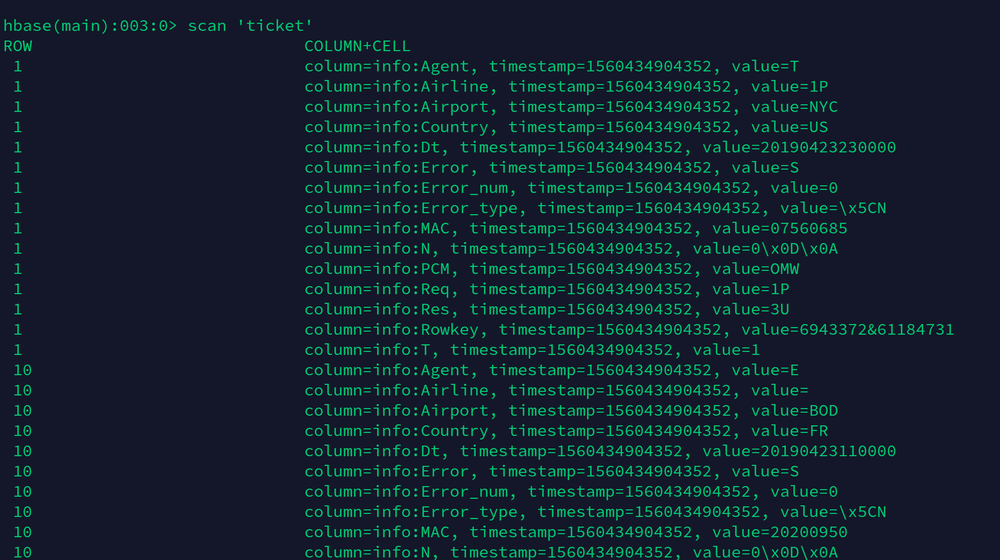 hbase(main):003:0> scan 'ticket'
ROW COLUMN+CELL
1 column=info:Agent, timestamp=1560434904352, value=T
1 column=info:Airline, timestamp=1560434904352, value=1P
1 column=info:Airport, timestamp=1560434904352, value=NYC
1 column=info:Country, timestamp=1560434904352, value=US
1 column=info:Dt, timestamp=1560434904352, value=20190423230000
1 column=info:Error, timestamp=1560434904352, value=S
1 column=info:Error_num, timestamp=1560434904352, value=0
1 column=info:Error_type, timestamp=1560434904352, value=\x5CN
1 column=info:MAC, timestamp=1560434904352, value=07560685
1 column=info:N, timestamp=1560434904352, value=0\x0D\x0A
1 column=info:PCM, timestamp=1560434904352, value=OMW
1 column=info:Req, timestamp=1560434904352, value=1P
1 column=info:Res, timestamp=1560434904352, value=3U
1 column=info:Rowkey, timestamp=1560434904352, value=6943372&61184731
1 column=info:T, timestamp=1560434904352, value=1
10 column=info:Agent, timestamp=1560434904352, value=E
10 column=info:Airline, timestamp=1560434904352, value=
10 column=info:Airport, timestamp=1560434904352, value=BOD
10 column=info:Country, timestamp=1560434904352, value=FR
10 column=info:Dt, timestamp=1560434904352, value=20190423110000
10 column=info:Error, timestamp=1560434904352, value=S
10 column=info:Error_num, timestamp=1560434904352, value=0
10 column=info:Error_type, timestamp=1560434904352, value=\x5CN
10 column=info:MAC, timestamp=1560434904352, value=20200950
10 column=info:N, timestamp=1560434904352, value=0\x0D\x0A